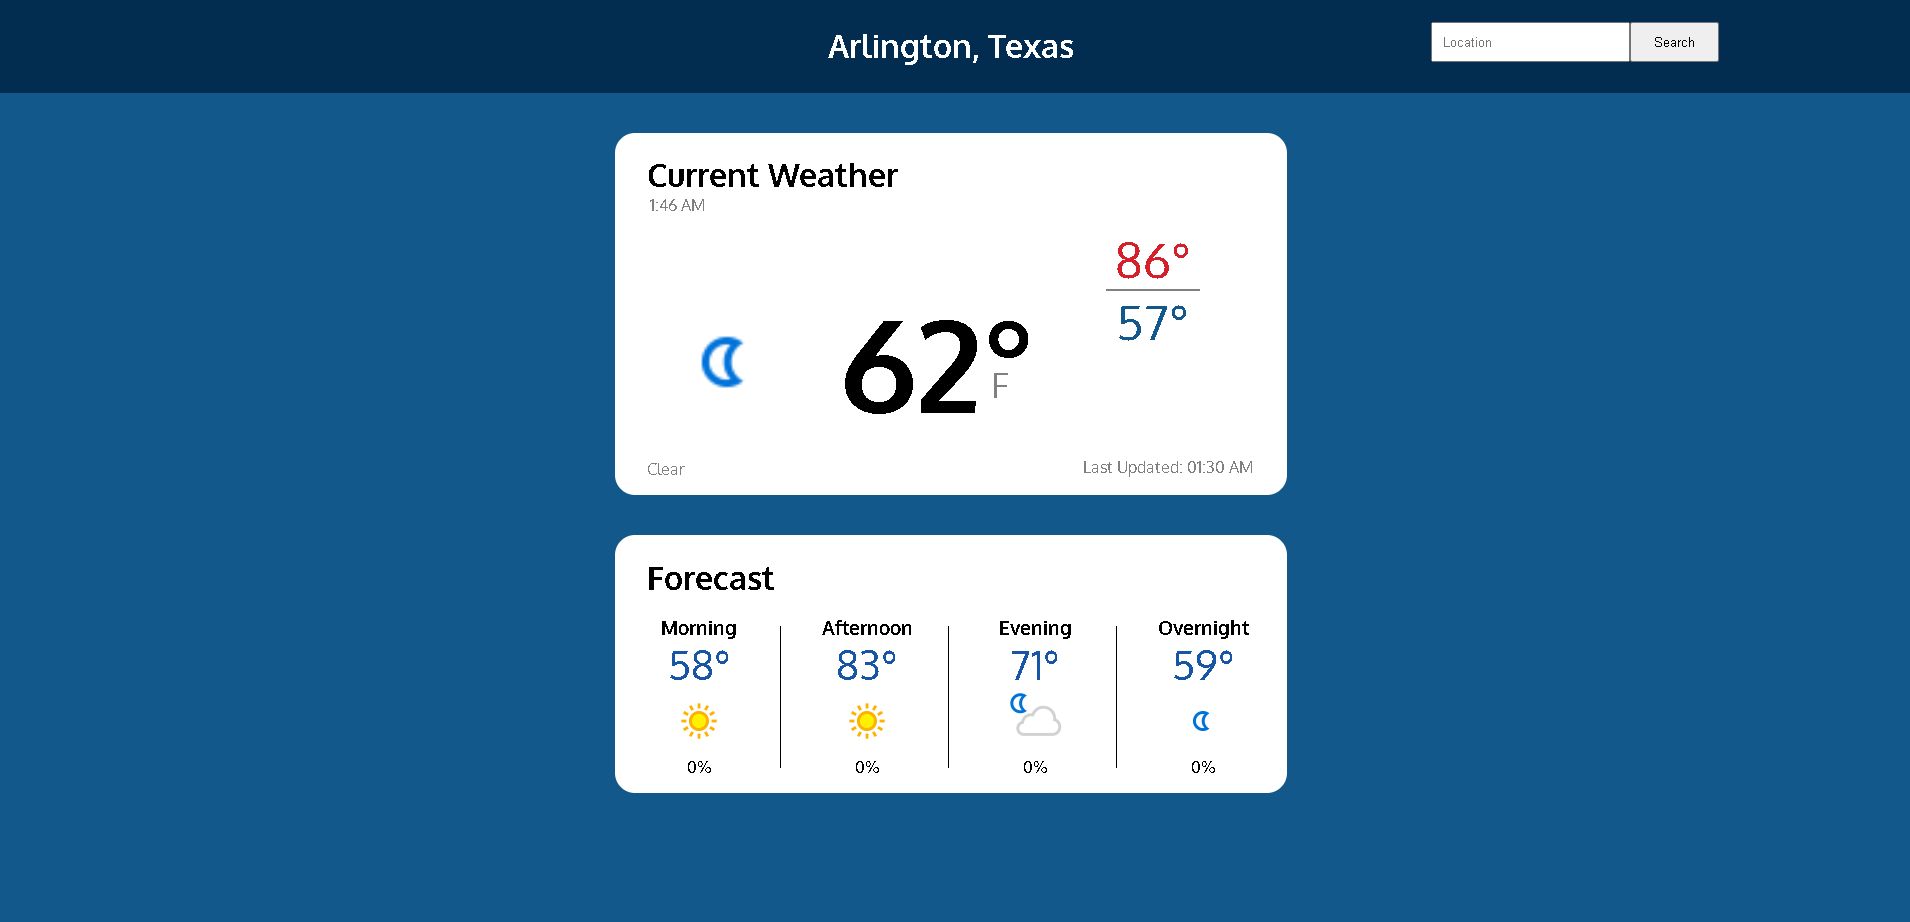 Arlington, Texas
Location
Search
Current Weather
1:46 AM
86°
57°
62°
F
Clear
Last Updated: 01:30 AM
Forecast
Morning
58°
0%
Afternoon
83°
0%
Evening
71°
0%
Overnight
59°
0%